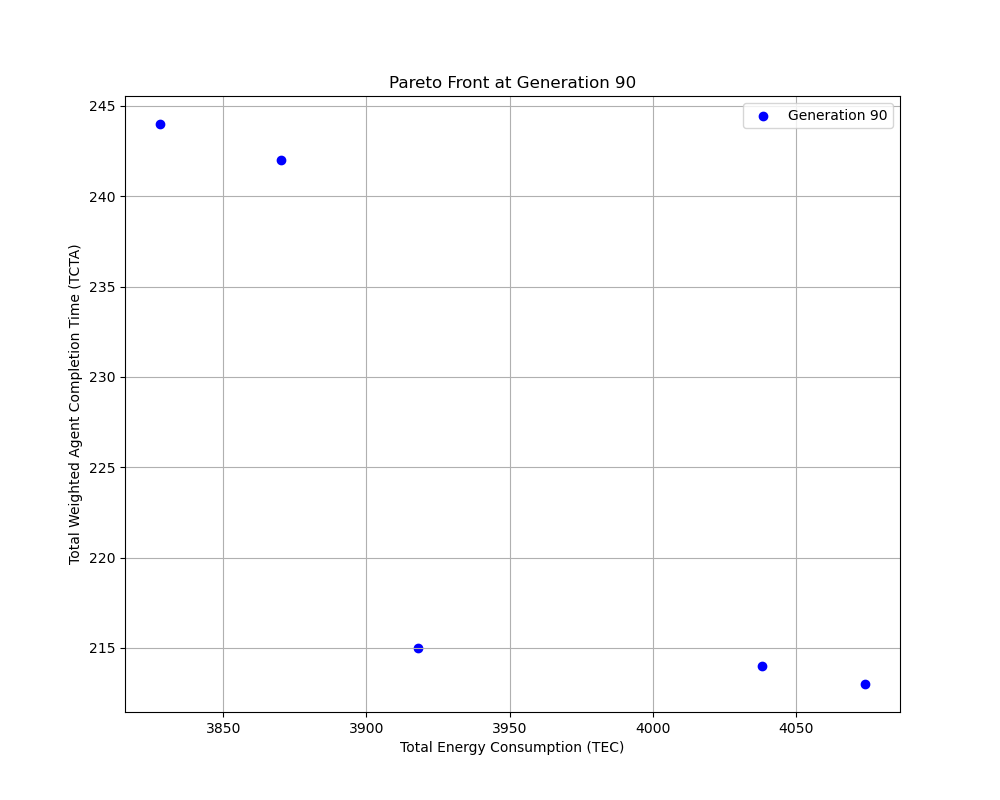 Pareto Front at Generation 90
Generation 90
245
240
235
230
225
220
215
Total Weighted Agent Completion Time (TCTA)
3850 3900 3950 4000 4050
Total Energy Consumption (TEC)